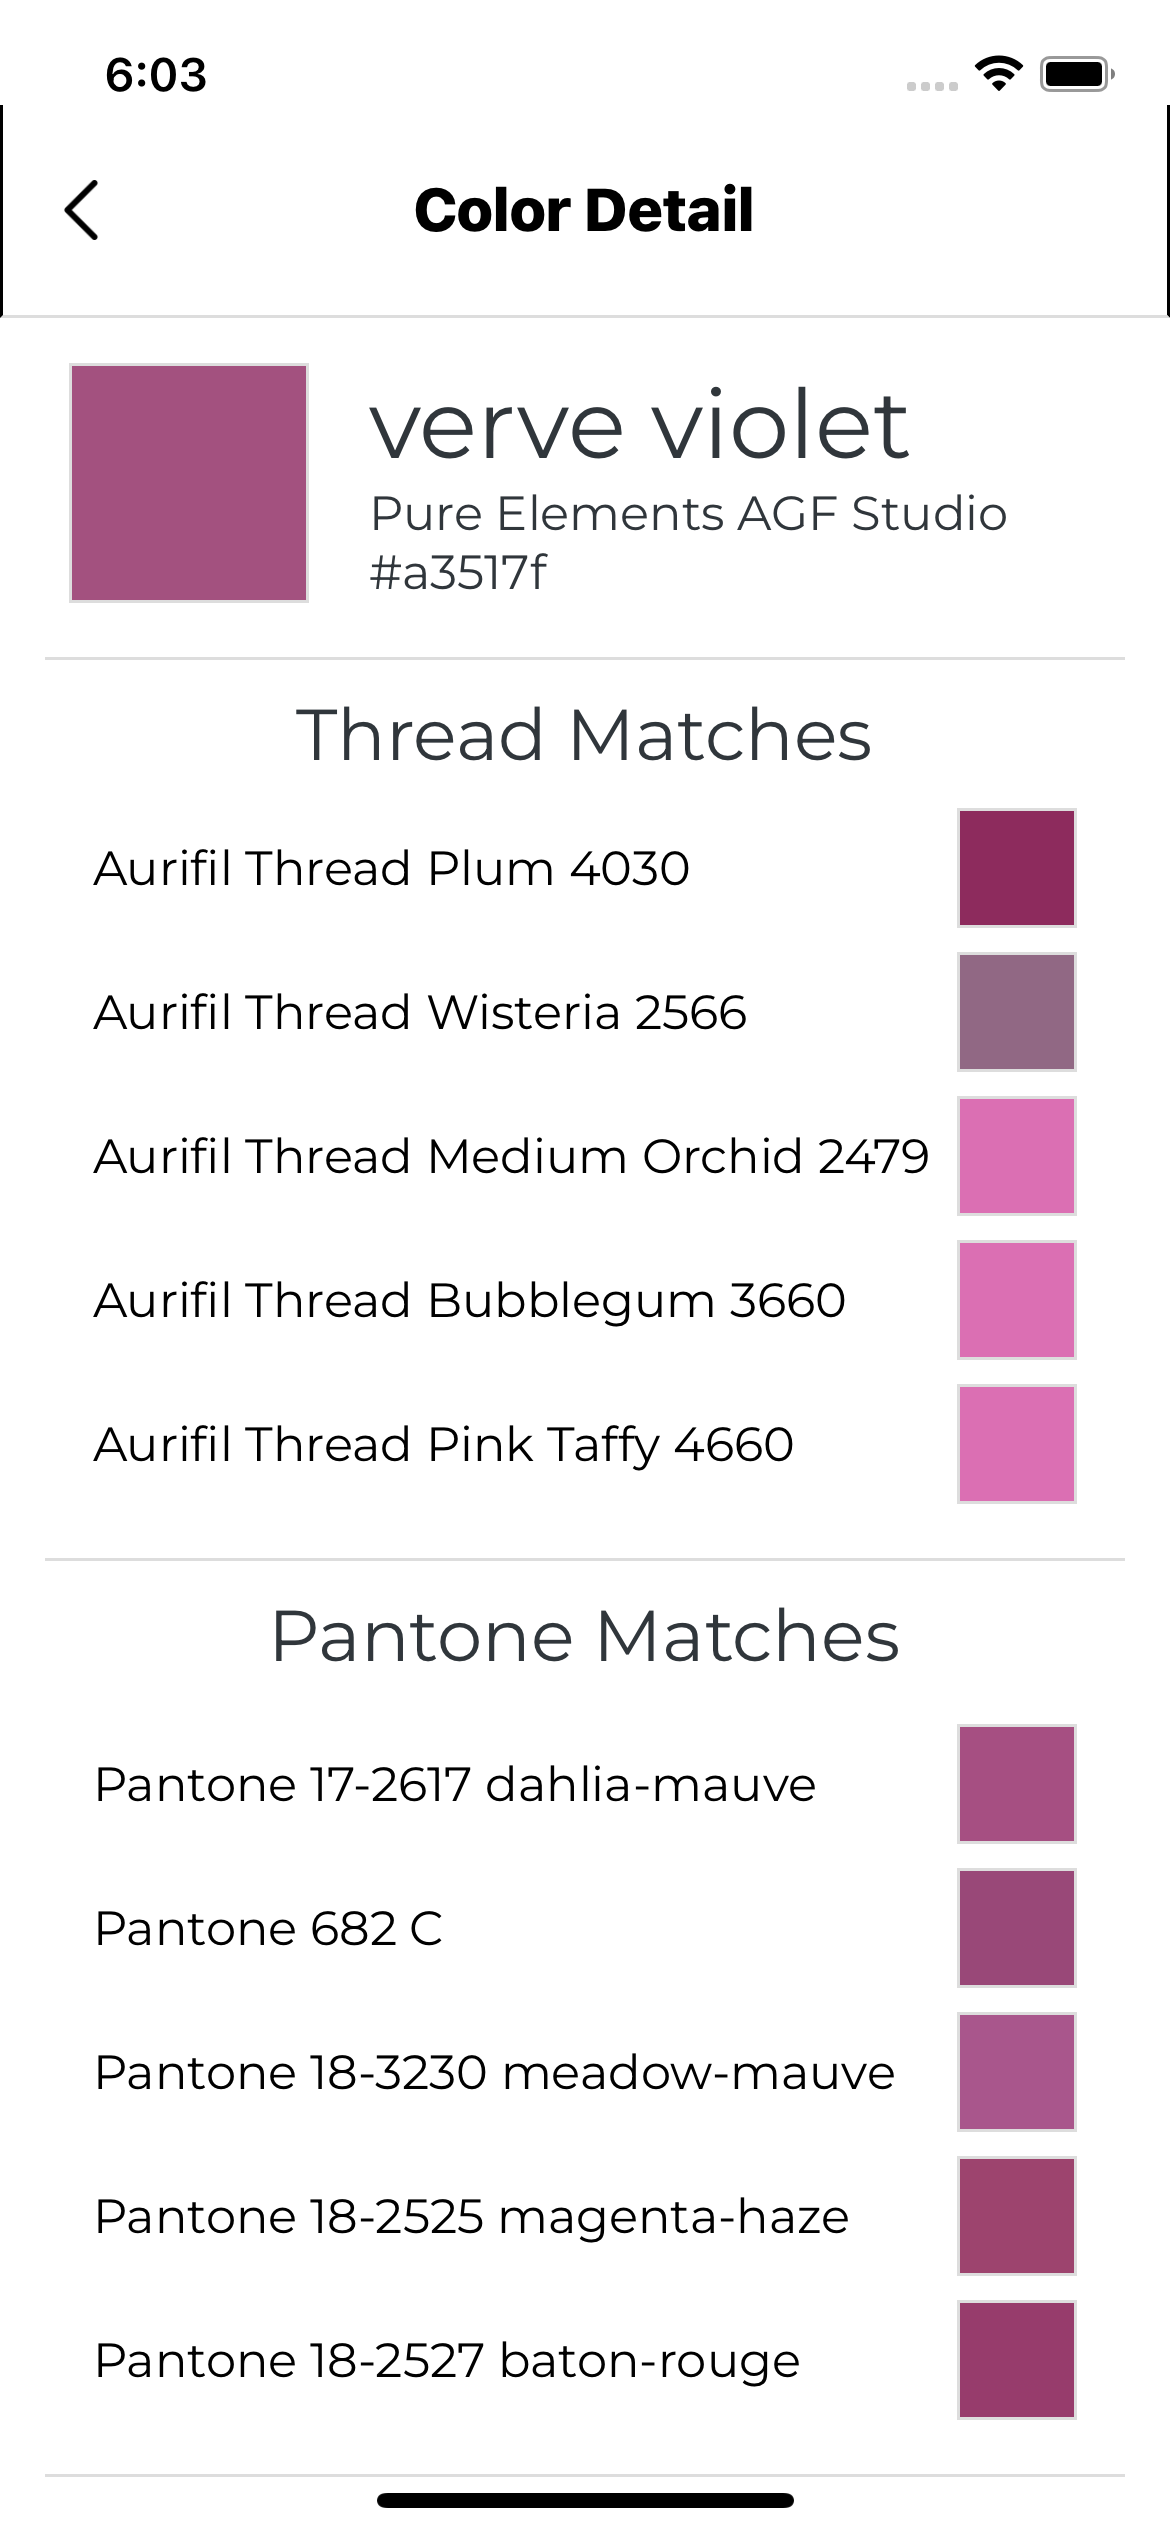 6:03
Color Detail
verve violet
Pure Elements AGF Studio
#a3517f
Thread Matches
Aurifil Thread Plum 4030
Aurifil Thread Wisteria 2566
Aurifil Thread Medium Orchid 2479
Aurifil Thread Bubblegum 3660
Aurifil Thread Pink Taffy 4660
Pantone Matches
Pantone 17-2617 dahlia-mauve
Pantone 682 C
Pantone 18-3230 meadow-mauve
Pantone 18-2525 magenta-haze
Pantone 18-2527 baton-rouge